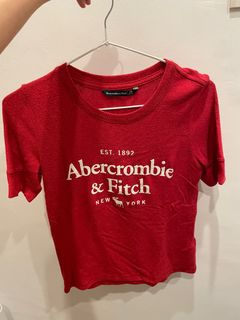 EST. 1892
Abercrombie
& Fitch
NEW YORK